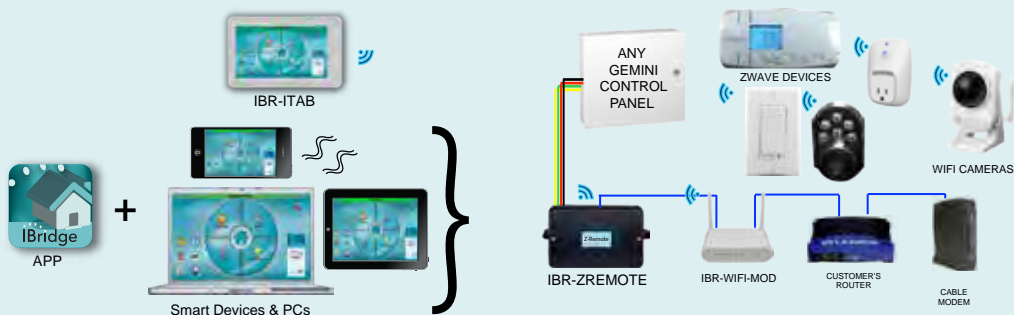 IBR-ITAB
IBridge
APP
+
Smart Devices & PCs
ANY
GEMINI
CONTROL
PANEL
ZWAVE DEVICES
WIFI CAMERAS
Z-Remote
IBR-ZREMOTE
IBR-WIFI-MOD
CUSTOMER'S
ROUTER
CABLE
MODEM